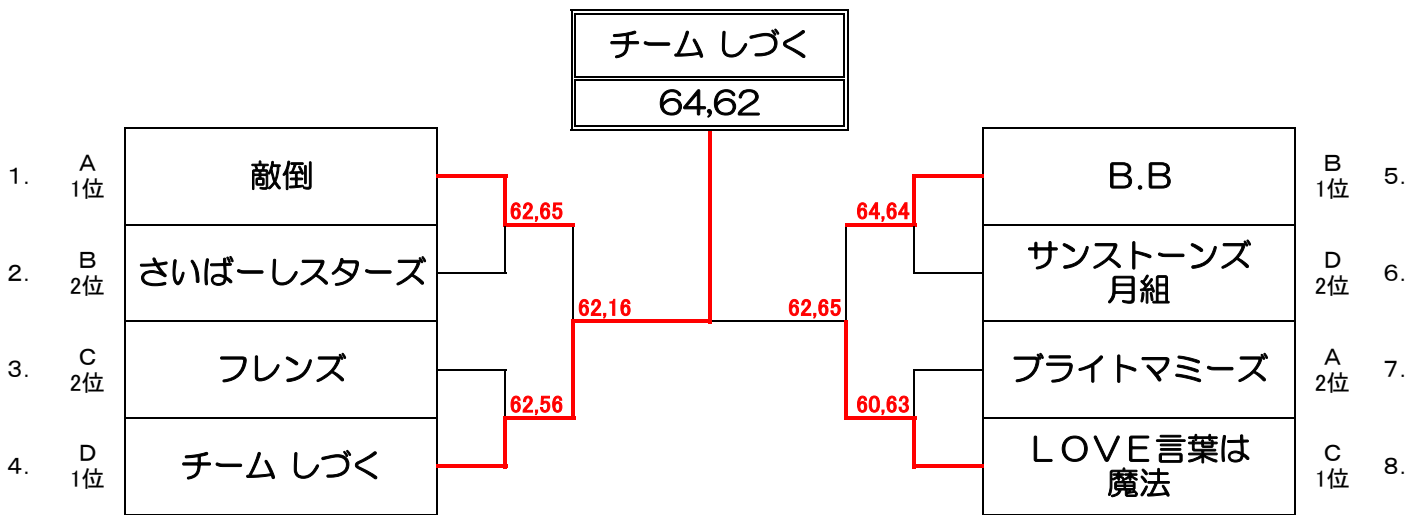 チーム しづく
64,62
1.
A
1位
敵倒
2.
B
2位
さいばーしスターズ
3.
C
2位
フレンズ
4.
D
1位
チーム しづく
62,65
62,56
62,16
62,65
64,64
60,63
B.B
B
1位
5.
サンストーンズ
月組
D
2位
6.
ブライトマミーズ
A
2位
7.
ＬＯＶＥ言葉は
魔法
C
1位
8.